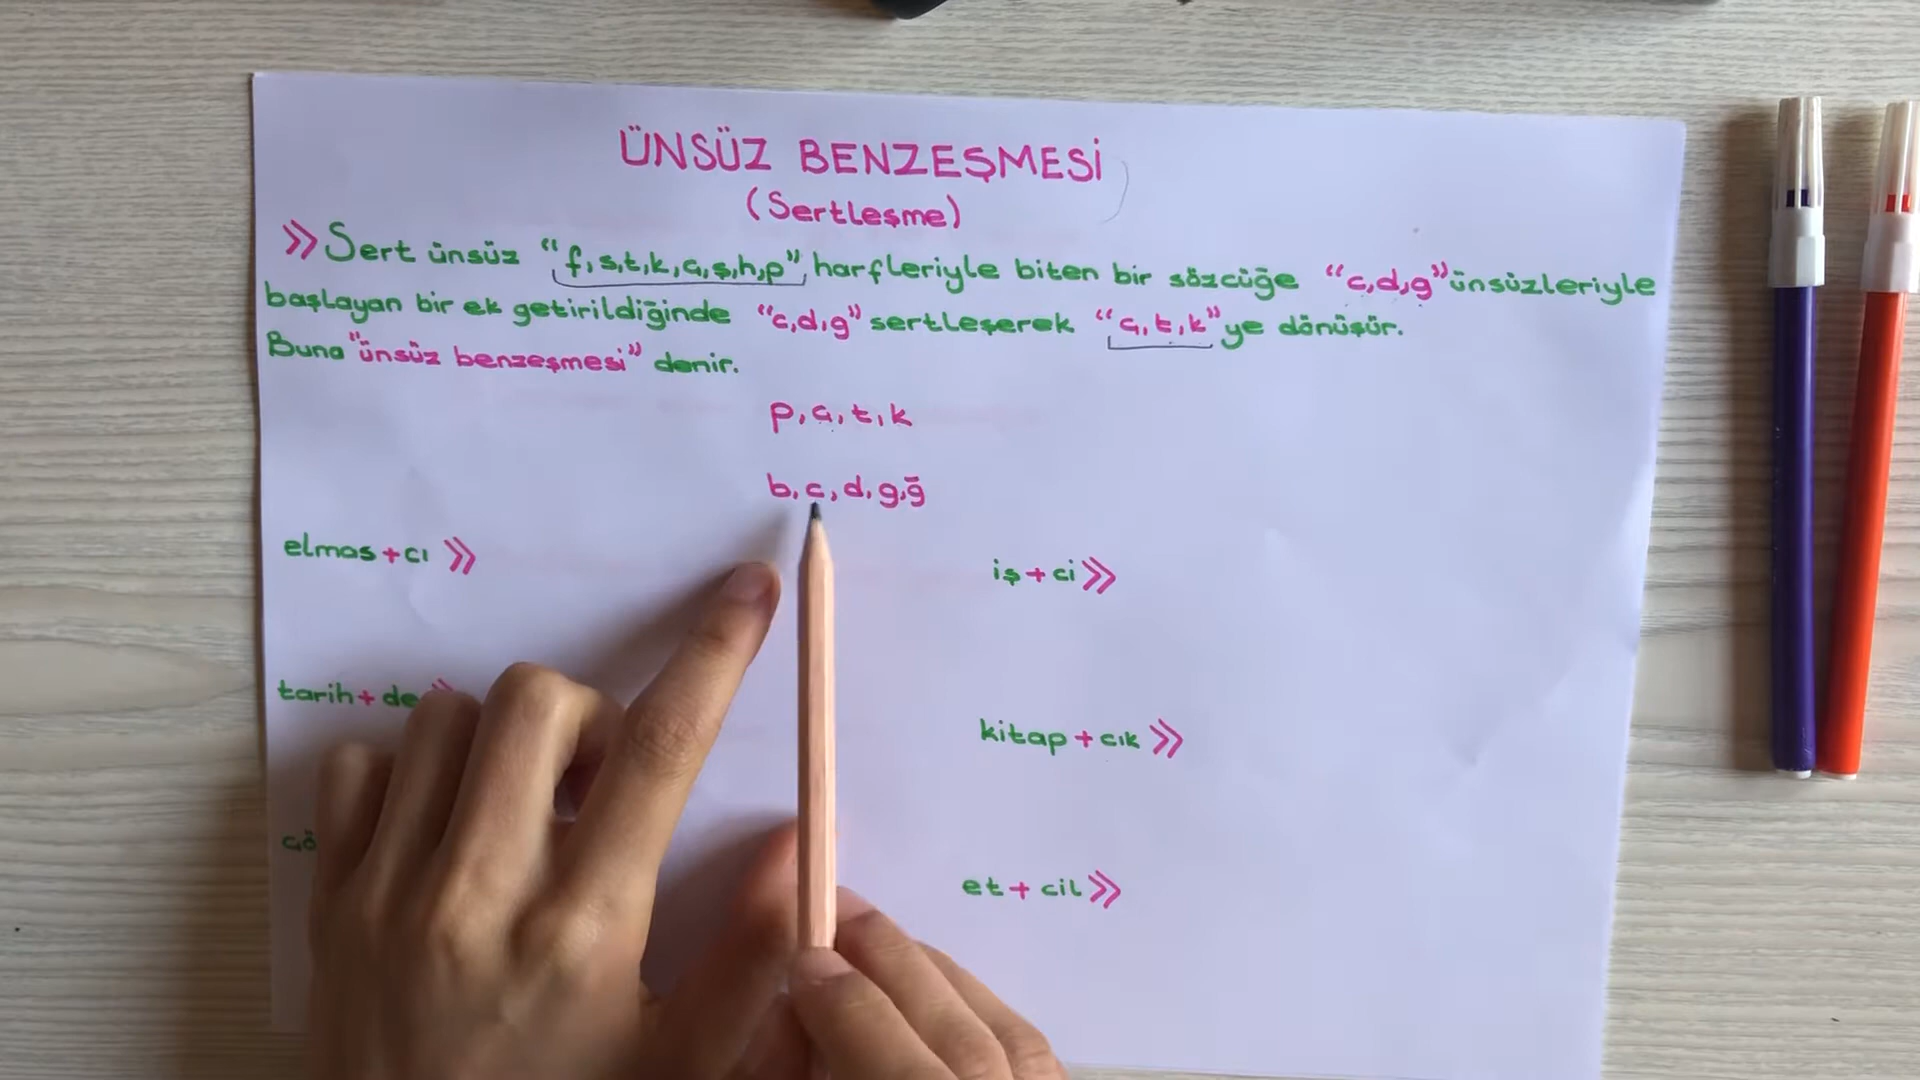 ÜNSÜZ BENZEŞMESİ
(Sertleşme)
» Sert ünsüz "f,s,t,k,ç,ş,h,p" harfleriyle biten bir sözcüğe "c,d,g" ünsüzleriyle
başlayan bir ek getirildiğinde "c,d,g" sertleşerek "ç,t,k" ye dönüşür.
Buna "ünsüz benzeşmesi" denir.
p, ç, t, k
b, c, d, g, ğ
elmas + cı »
iş + ci »
tarih + de »
kitap + cık »
et + cil »